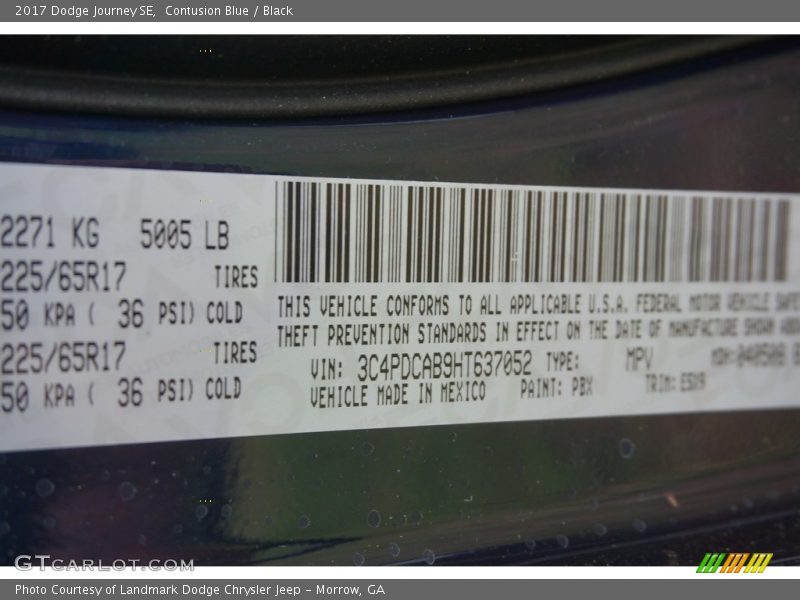 2017 Dodge Journey SE, Contusion Blue / Black
2271 KG 5005 LB
225/65R17 TIRES
50 KPA ( 36 PSI) COLD
225/65R17 TIRES
50 KPA ( 36 PSI) COLD
THIS VEHICLE CONFORMS TO ALL APPLICABLE U.S.A. FEDERAL MOTOR VEHICLE
THEFT PREVENTION STANDARDS IN EFFECT ON THE DATE OF MANUFACTURE SHOWN
VIN: 3C4PDCAB9HT637052 TYPE: MPV MDH:
VEHICLE MADE IN MEXICO PAINT: PBX TRIM:
GTCARLOT.COM
Photo Courtesy of Landmark Dodge Chrysler Jeep – Morrow, GA